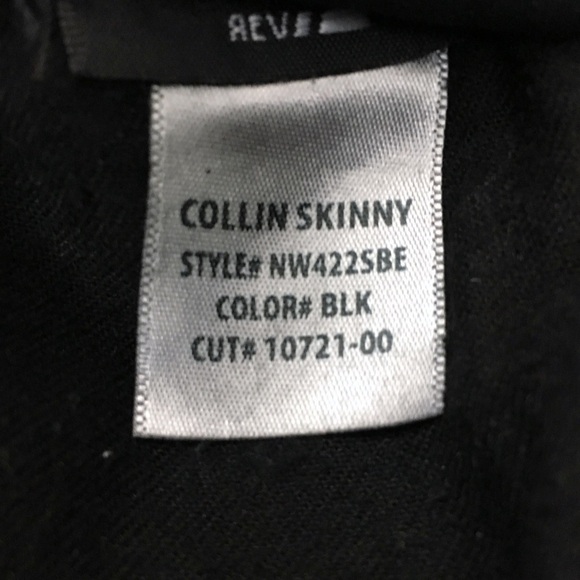 COLLIN SKINNY
STYLE# NW422SBE
COLOR# BLK
CUT# 10721-00